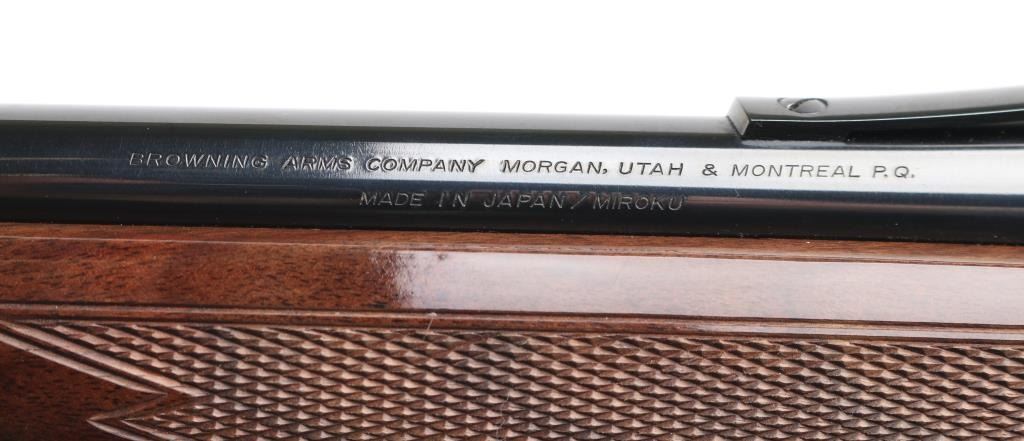 BROWNING ARMS COMPANY MORGAN, UTAH & MONTREAL P.Q.
MADE IN JAPAN/MIROKU